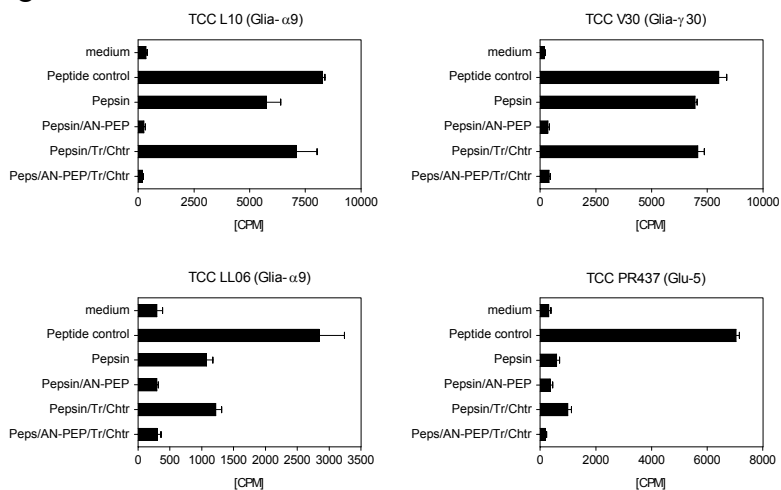 TCC L10 (Glia- α9)
medium
Peptide control
Pepsin
Pepsin/AN-PEP
Pepsin/Tr/Chtr
Peps/AN-PEP/Tr/Chtr
0 2500 5000 7500 10000
[CPM]
TCC V30 (Glia-γ 30)
medium
Peptide control
Pepsin
Pepsin/AN-PEP
Pepsin/Tr/Chtr
Peps/AN-PEP/Tr/Chtr
0 2500 5000 7500 10000
[CPM]
TCC LL06 (Glia- α9)
medium
Peptide control
Pepsin
Pepsin/AN-PEP
Pepsin/Tr/Chtr
Peps/AN-PEP/Tr/Chtr
0 500 1000 1500 2000 2500 3000 3500
[CPM]
TCC PR437 (Glu-5)
medium
Peptide control
Pepsin
Pepsin/AN-PEP
Pepsin/Tr/Chtr
Peps/AN-PEP/Tr/Chtr
0 2000 4000 6000 8000
[CPM]